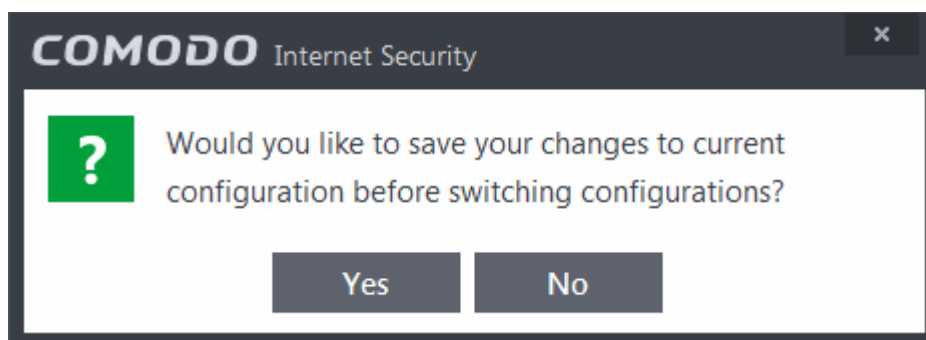 COMODO Internet Security
×
?
Would you like to save your changes to current
configuration before switching configurations?
Yes No